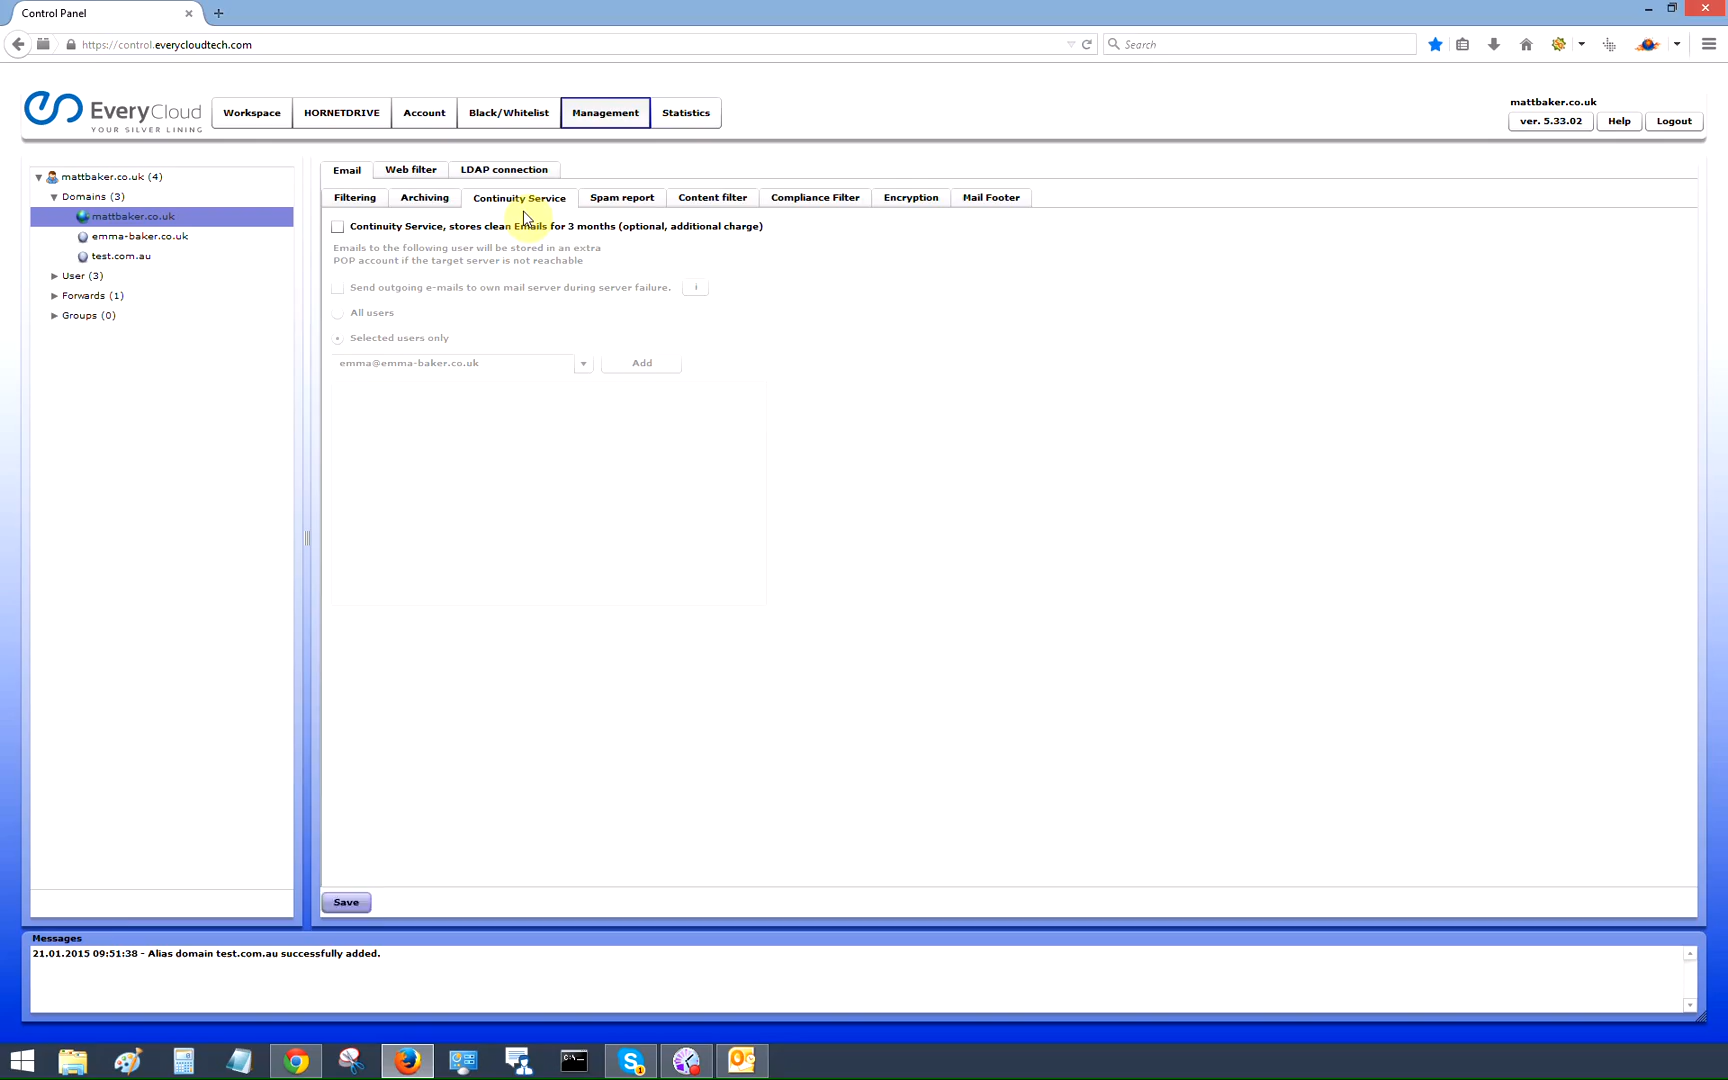 Control Panel
https://control.everycloudtech.com
Search
EveryCloud
YOUR SILVER LINING
Workspace
HORNETDRIVE
Account
Black/Whitelist
Management
Statistics
mattbaker.co.uk
ver. 5.33.02
Help
Logout
mattbaker.co.uk (4)
Domains (3)
mattbaker.co.uk
emma-baker.co.uk
test.com.au
User (3)
Forwards (1)
Groups (0)
Email
Web filter
LDAP connection
Filtering
Archiving
Continuity Service
Spam report
Content filter
Compliance Filter
Encryption
Mail Footer
Continuity Service, stores clean Emails for 3 months (optional, additional charge)
Emails to the following user will be stored in an extra
POP account if the target server is not reachable
Send outgoing e-mails to own mail server during server failure.
i
All users
Selected users only
emma@emma-baker.co.uk
Add
Save
Messages
21.01.2015 09:51:38 - Alias domain test.com.au successfully added.